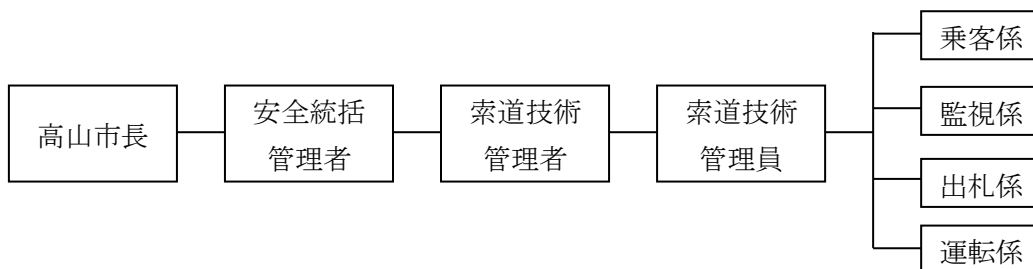 高山市長
安全統括
管理者
索道技術
管理者
索道技術
管理員
乗客係
監視係
出札係
運転係